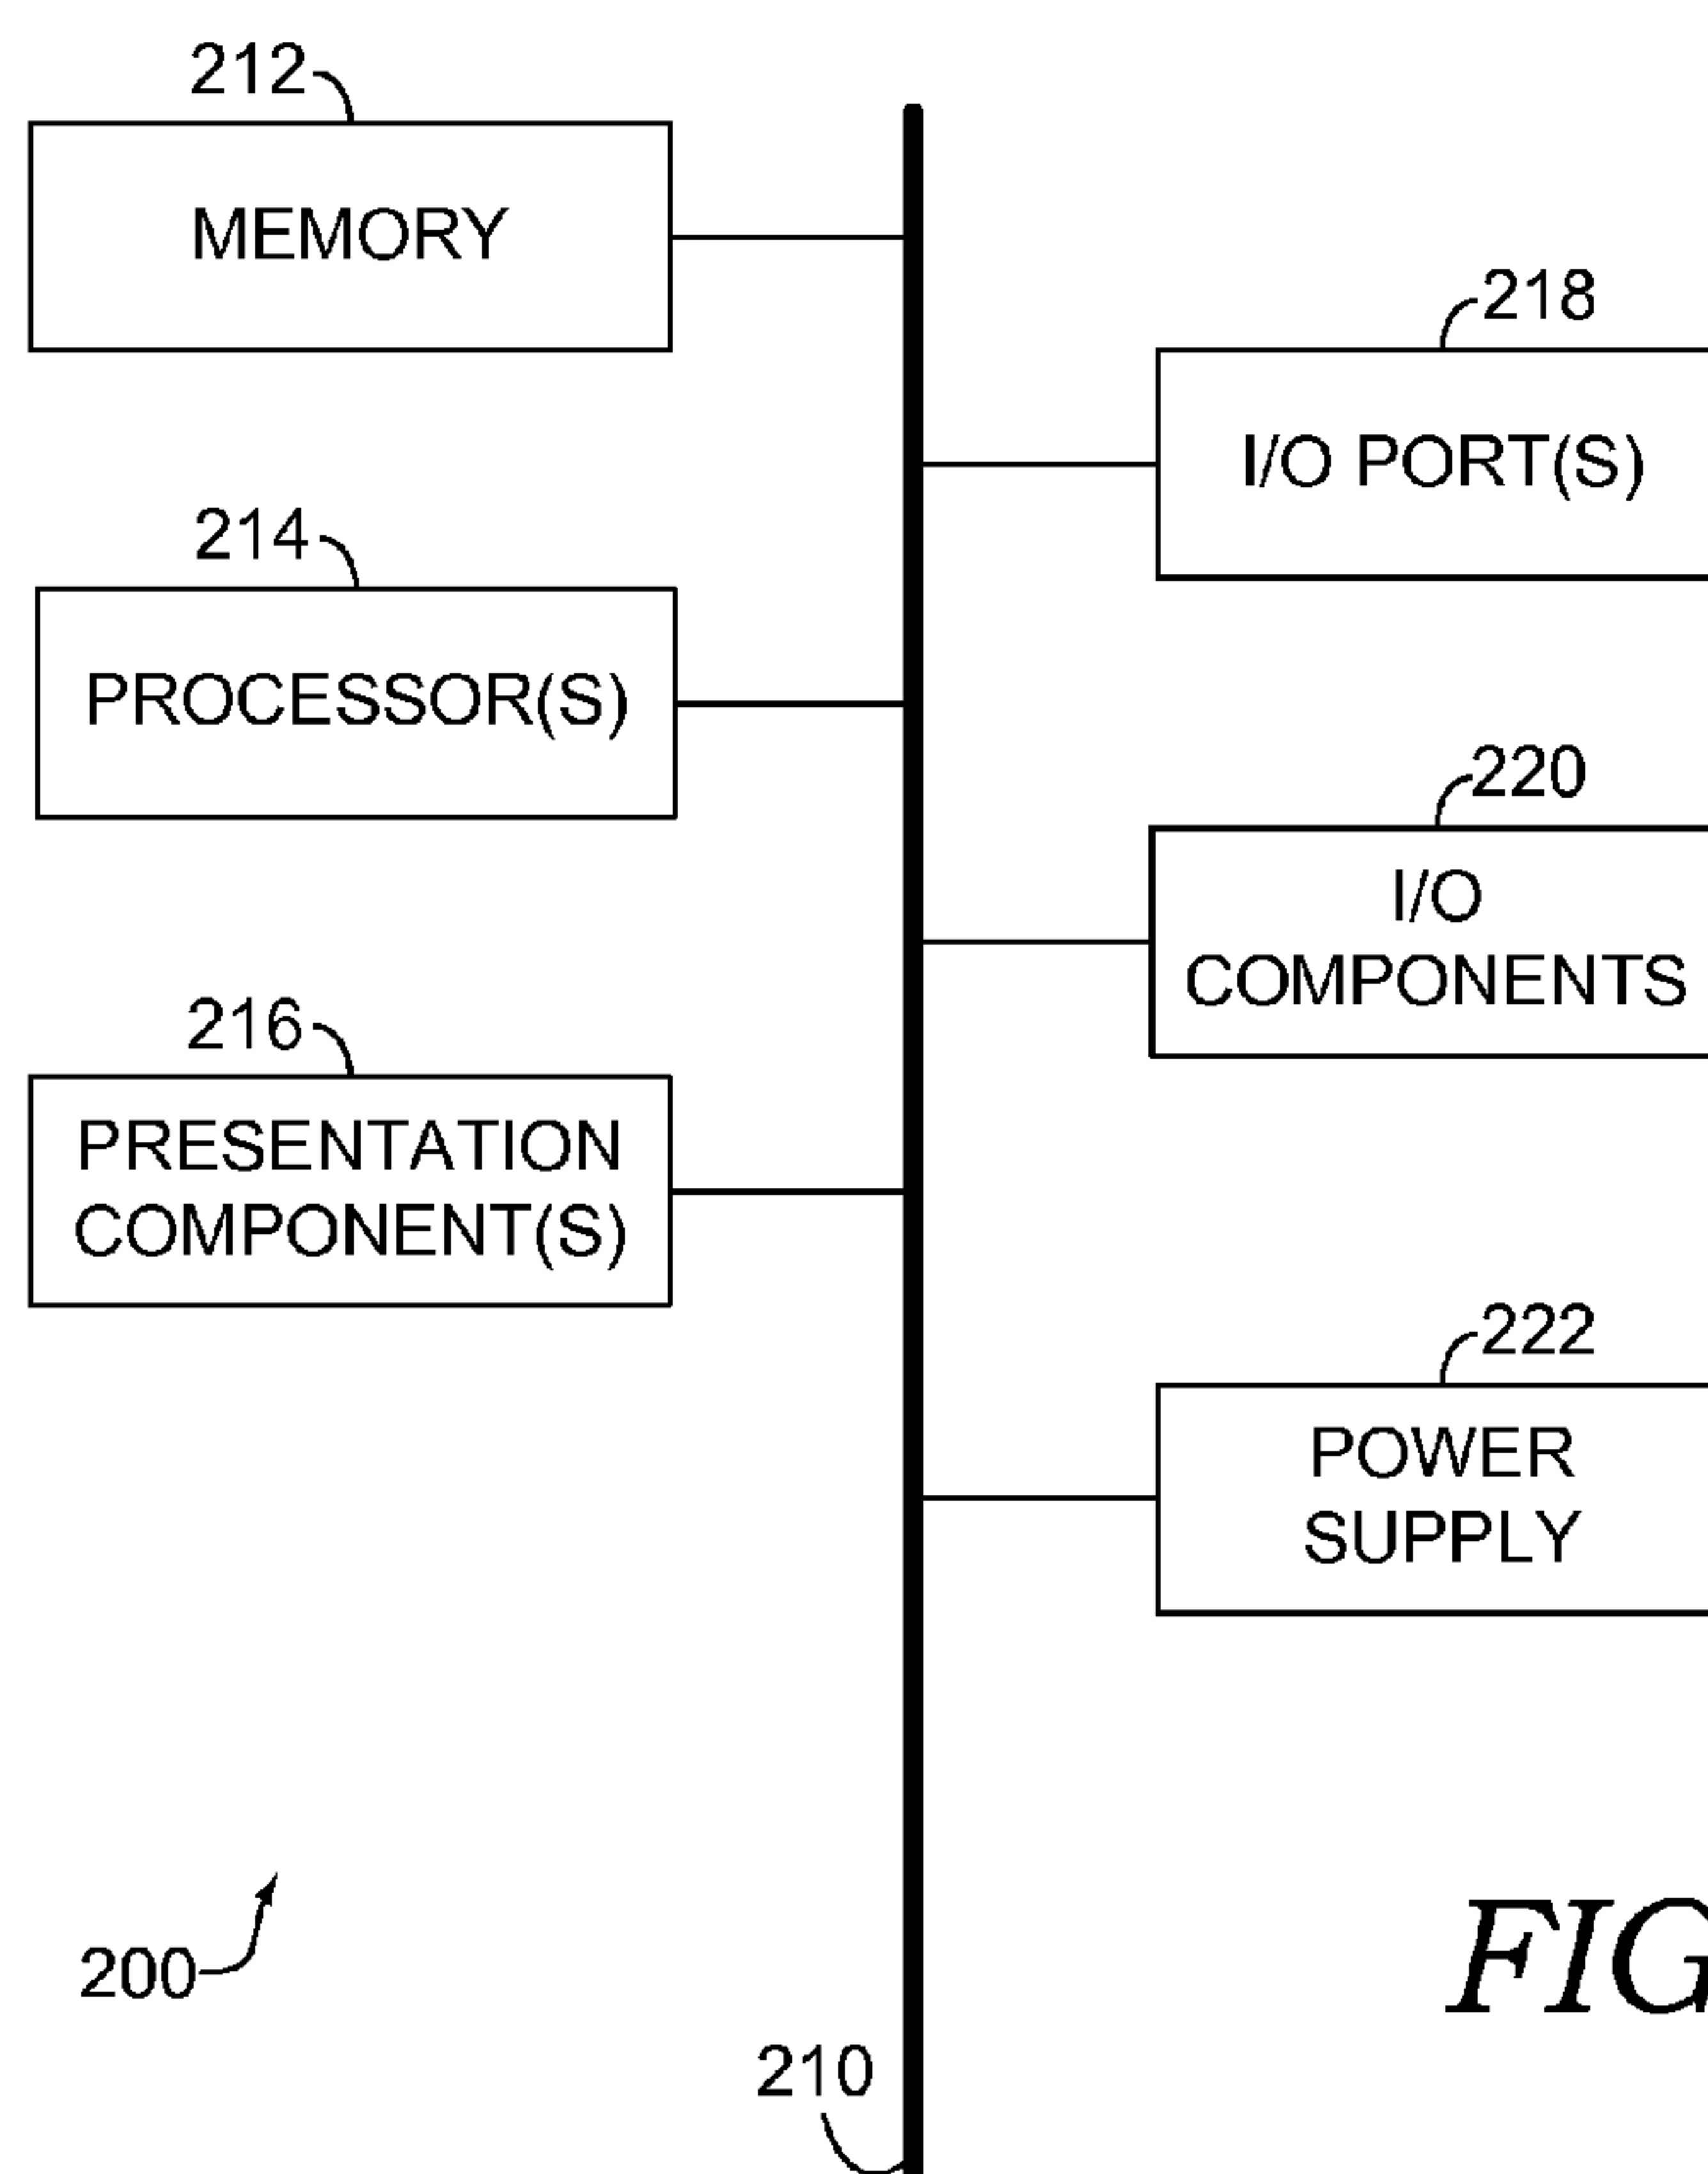 212
MEMORY
218
I/O PORT(S)
214
PROCESSOR(S)
220
I/O
COMPONENTS
216
PRESENTATION
COMPONENT(S)
222
POWER
SUPPLY
200
FIG
210